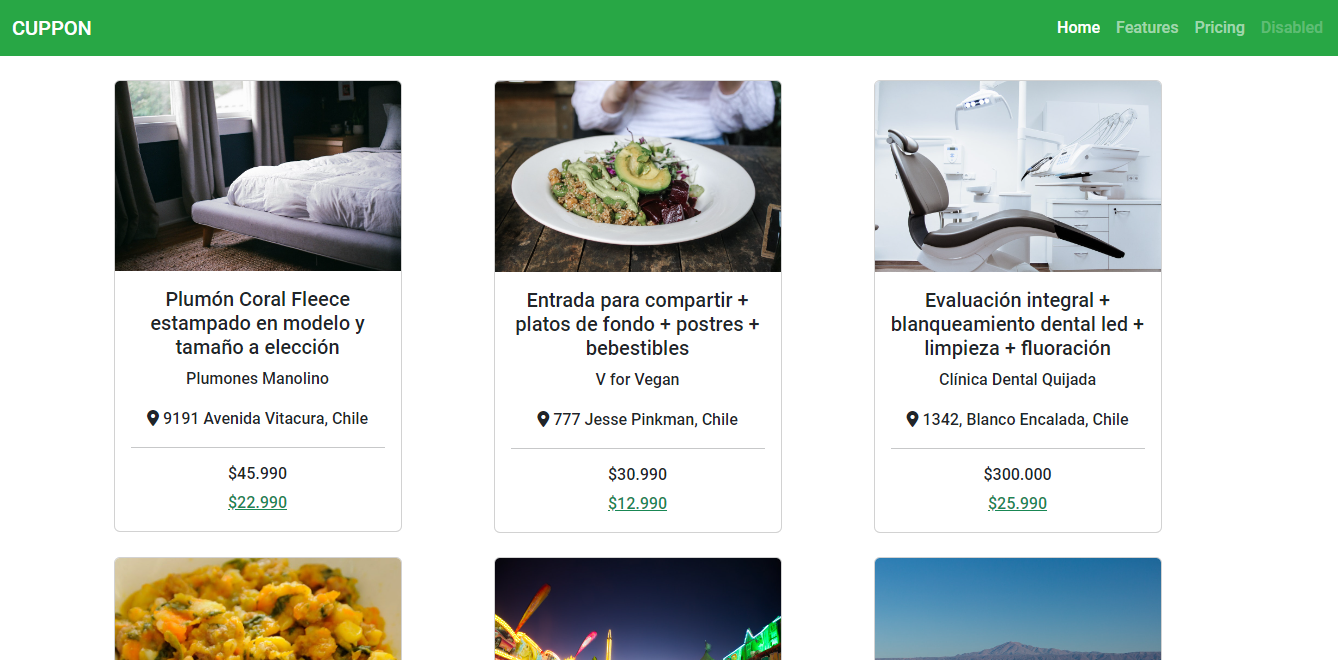 CUPPON
Home Features Pricing Disabled
Plumón Coral Fleece
estampado en modelo y
tamaño a elección
Plumones Manolino
9191 Avenida Vitacura, Chile
$45.990
$22.990
Entrada para compartir +
platos de fondo + postres +
bebestibles
V for Vegan
777 Jesse Pinkman, Chile
$30.990
$12.990
Evaluación integral +
blanqueamiento dental led +
limpieza + fluoración
Clínica Dental Quijada
1342, Blanco Encalada, Chile
$300.000
$25.990